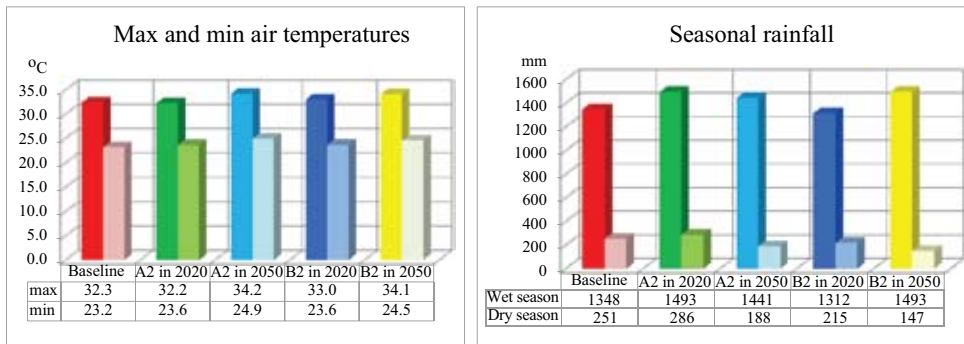 Max and min air temperatures
°C
35.0
30.0
25.0
20.0
15.0
10.0
5.0
0.0
Baseline A2 in 2020 A2 in 2050 B2 in 2020 B2 in 2050
max 32.3 32.2 34.2 33.0 34.1
min 23.2 23.6 24.9 23.6 24.5
Seasonal rainfall
mm
1600
1400
1200
1000
800
600
400
200
0
Baseline A2 in 2020 A2 in 2050 B2 in 2020 B2 in 2050
Wet season 1348 1493 1441 1312 1493
Dry season 251 286 188 215 147